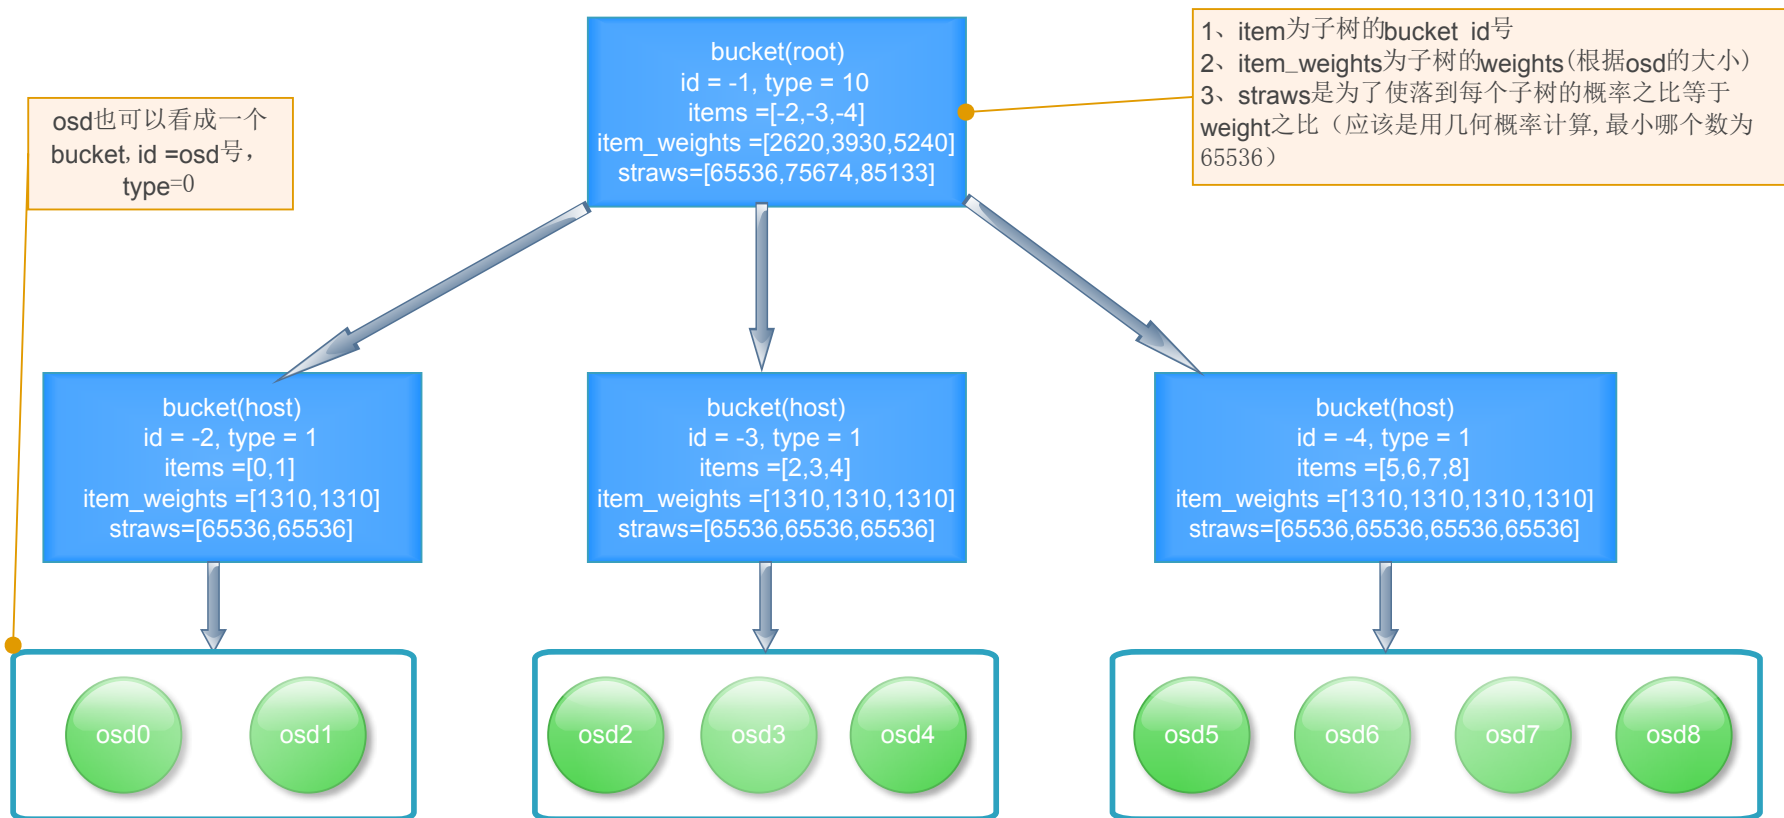 bucket(root)
id = -1, type = 10
items =[-2,-3,-4]
item_weights =[2620,3930,5240]
straws=[65536,75674,85133]
1、item为子树的bucket id号
2、item_weights为子树的weights(根据osd的大小)
3、straws是为了使落到每个子树的概率之比等于
weight之比（应该是用几何概率计算,最小哪个数为
65536）
osd也可以看成一个
bucket, id =osd号，
type=0
bucket(host)
id = -2, type = 1
items =[0,1]
item_weights =[1310,1310]
straws=[65536,65536]
bucket(host)
id = -3, type = 1
items =[2,3,4]
item_weights =[1310,1310,1310]
straws=[65536,65536,65536]
bucket(host)
id = -4, type = 1
items =[5,6,7,8]
item_weights =[1310,1310,1310,1310]
straws=[65536,65536,65536,65536]
osd0
osd1
osd2
osd3
osd4
osd5
osd6
osd7
osd8